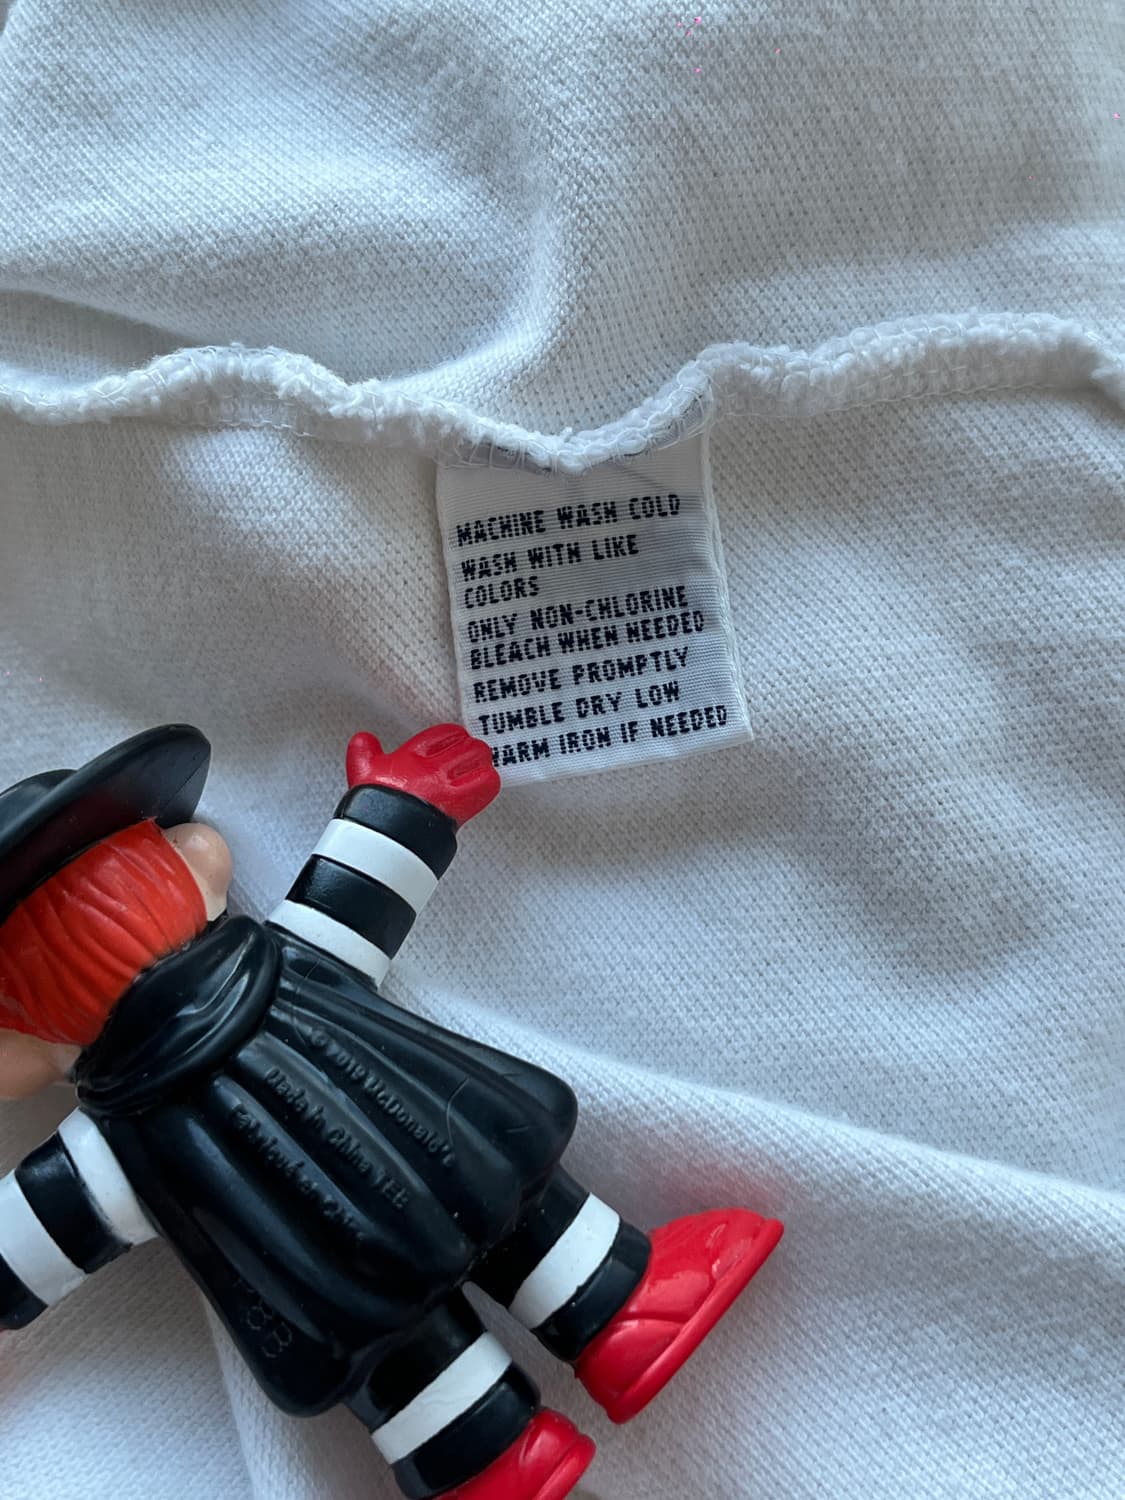 MACHINE WASH COLD
WASH WITH LIKE
COLORS
ONLY NON-CHLORINE
BLEACH WHEN NEEDED
REMOVE PROMPTLY
TUMBLE DRY LOW
WARM IRON IF NEEDED
© 2019 McDonald's
Made in China